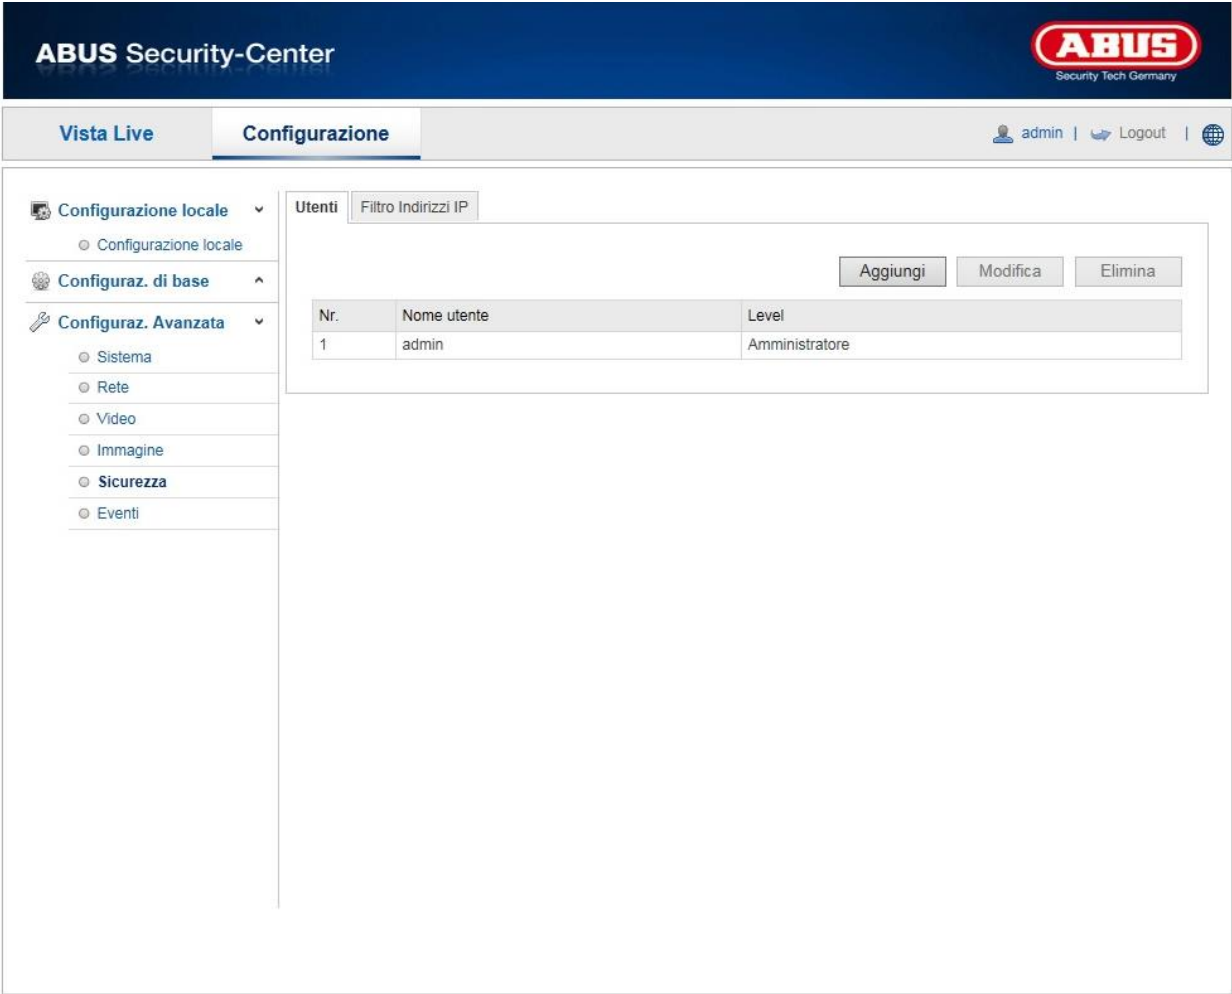 ABUS Security-Center
ABUS
Security Tech Germany
Vista Live Configurazione admin | Logout |
Configurazione locale
Configurazione locale
Configuraz. di base
Configuraz. Avanzata
Sistema
Rete
Video
Immagine
Sicurezza
Eventi
Utenti Filtro Indirizzi IP
Aggiungi Modifica Elimina
Nr. Nome utente Level
1 admin Amministratore